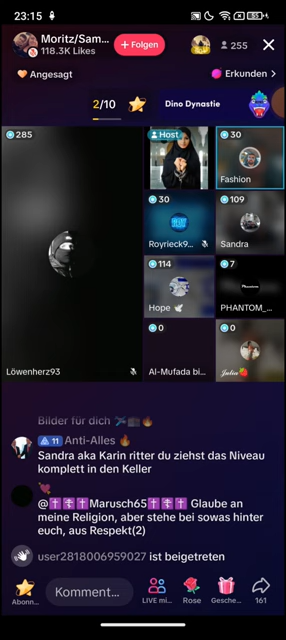 23:15
55
Moritz/Sam...
118.3K Likes
+ Folgen
255
Angesagt
Erkunden >
2/10
Dino Dynastie
285
Löwenherz93
Host
30
Fashion
30
Royrieck9...
109
Sandra
114
Hope 🕊
7
PHANTOM_...
0
Al-Mufada bi...
0
Julia🍓
Bilder für dich
11 Anti-Alles 🔥
Sandra aka Karin ritter du ziehst das Niveau
komplett in den Keller
@✝️✝️✝️Marusch65✝️✝️✝️ Glaube an
meine Religion, aber stehe bei sowas hinter
euch, aus Respekt(2)
user2818006959027 ist beigetreten
Abonn...
Komment...
LIVE mi...
Rose
Gesche...
161